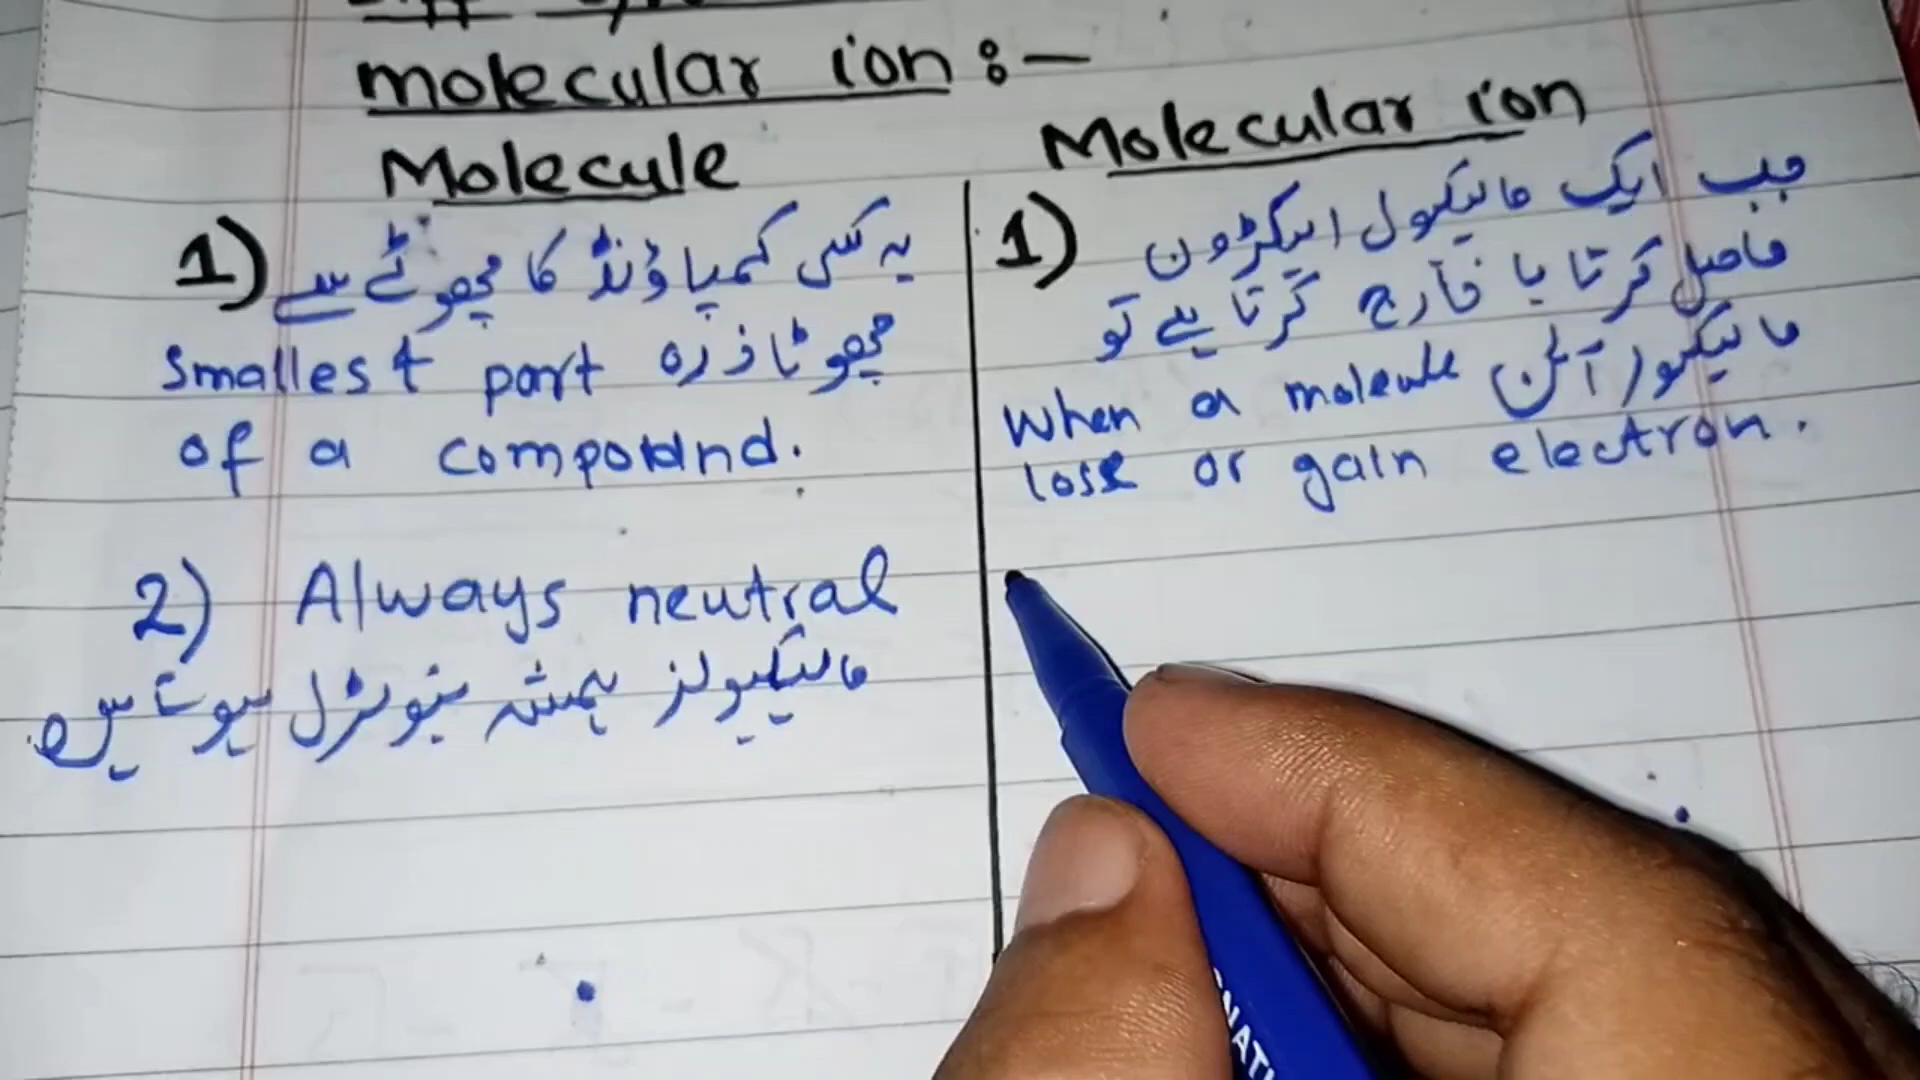 molecular ion :-
Molecule
1) یہ کسی کمپاؤنڈ کا چھوٹے سے
smallest part چھوٹا ذرہ
of a compound.
2) Always neutral
مالیکیولز ہمیشہ نیوٹرل ہوتے ہیں
Molecular ion
1) جب ایک مالیکیول الیکٹرون
حاصل کرتا یا خارج کرتا ہے تو
When a molecule مالیکیولر آئن
lose or gain electron.